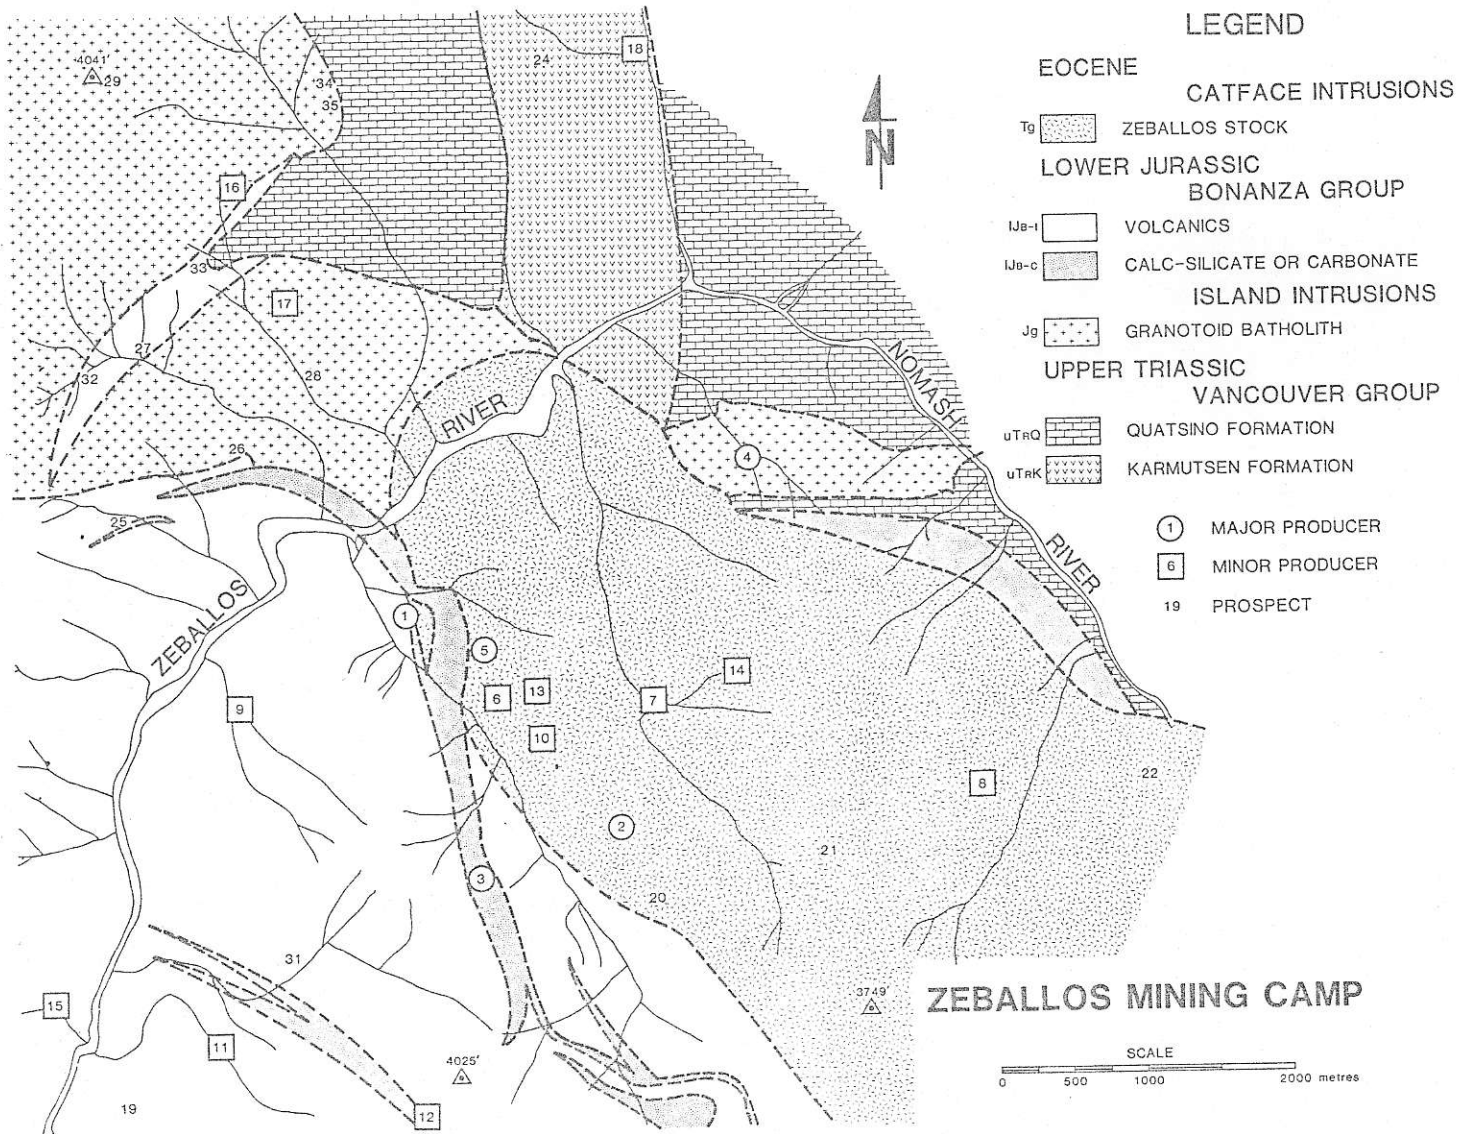 LEGEND
EOCENE
CATFACE INTRUSIONS
Tg ZEBALLOS STOCK
LOWER JURASSIC
BONANZA GROUP
lJB-l VOLCANICS
lJB-c CALC-SILICATE OR CARBONATE
ISLAND INTRUSIONS
Jg GRANOTOID BATHOLITH
UPPER TRIASSIC
VANCOUVER GROUP
uTRQ QUATSINO FORMATION
uTRK KARMUTSEN FORMATION
1 MAJOR PRODUCER
6 MINOR PRODUCER
19 PROSPECT
N
4041'
29
34
35
24
18
16
33
17
27
32
28
26
25
RIVER
NOMASH
RIVER
4
ZEBALLOS
1
5
6
13
10
7
14
9
8
22
2
21
3
20
31
15
11
19
12
4025'
3749'
ZEBALLOS MINING CAMP
SCALE
0 500 1000 2000 metres